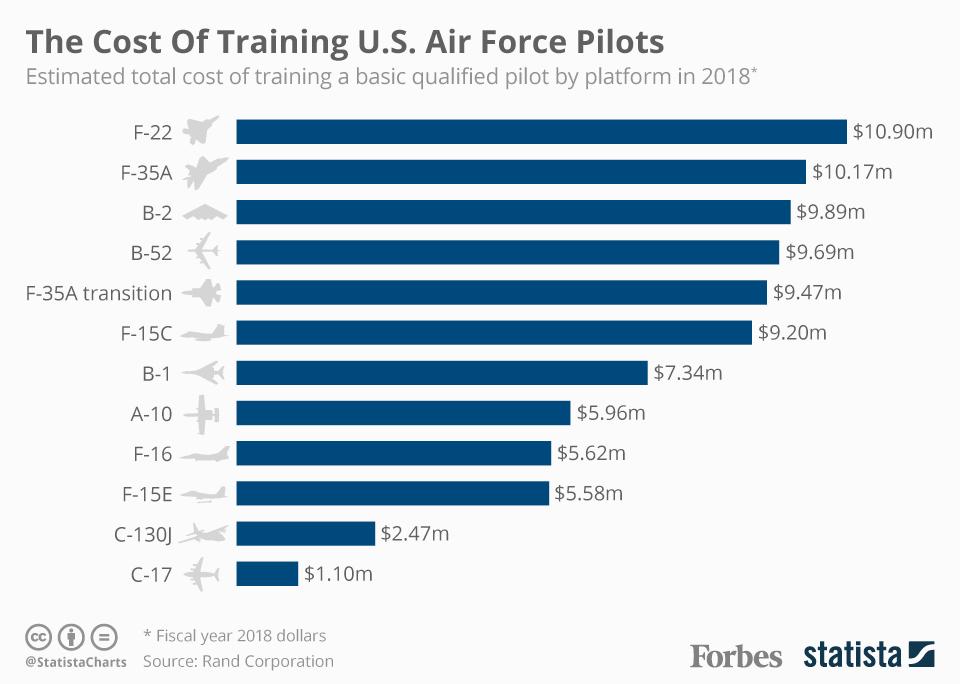 The Cost Of Training U.S. Air Force Pilots
Estimated total cost of training a basic qualified pilot by platform in 2018*
F-22 $10.90m
F-35A $10.17m
B-2 $9.89m
B-52 $9.69m
F-35A transition $9.47m
F-15C $9.20m
B-1 $7.34m
A-10 $5.96m
F-16 $5.62m
F-15E $5.58m
C-130J $2.47m
C-17 $1.10m
cc
@StatistaCharts
* Fiscal year 2018 dollars
Source: Rand Corporation
Forbes statista